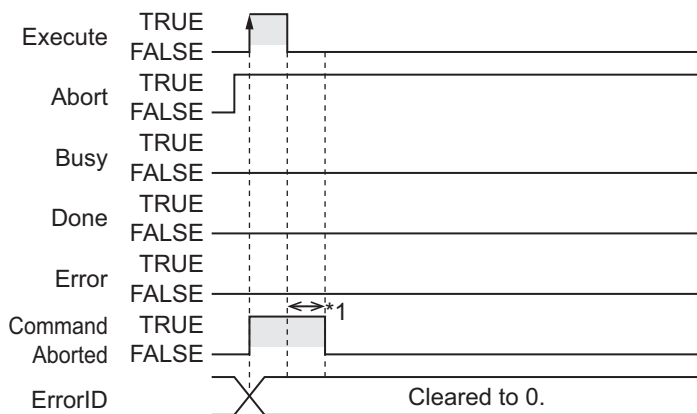 Execute TRUE
FALSE
Abort TRUE
FALSE
Busy TRUE
FALSE
Done TRUE
FALSE
Error TRUE
FALSE
*1
Command TRUE
Aborted FALSE
ErrorID Cleared to 0.